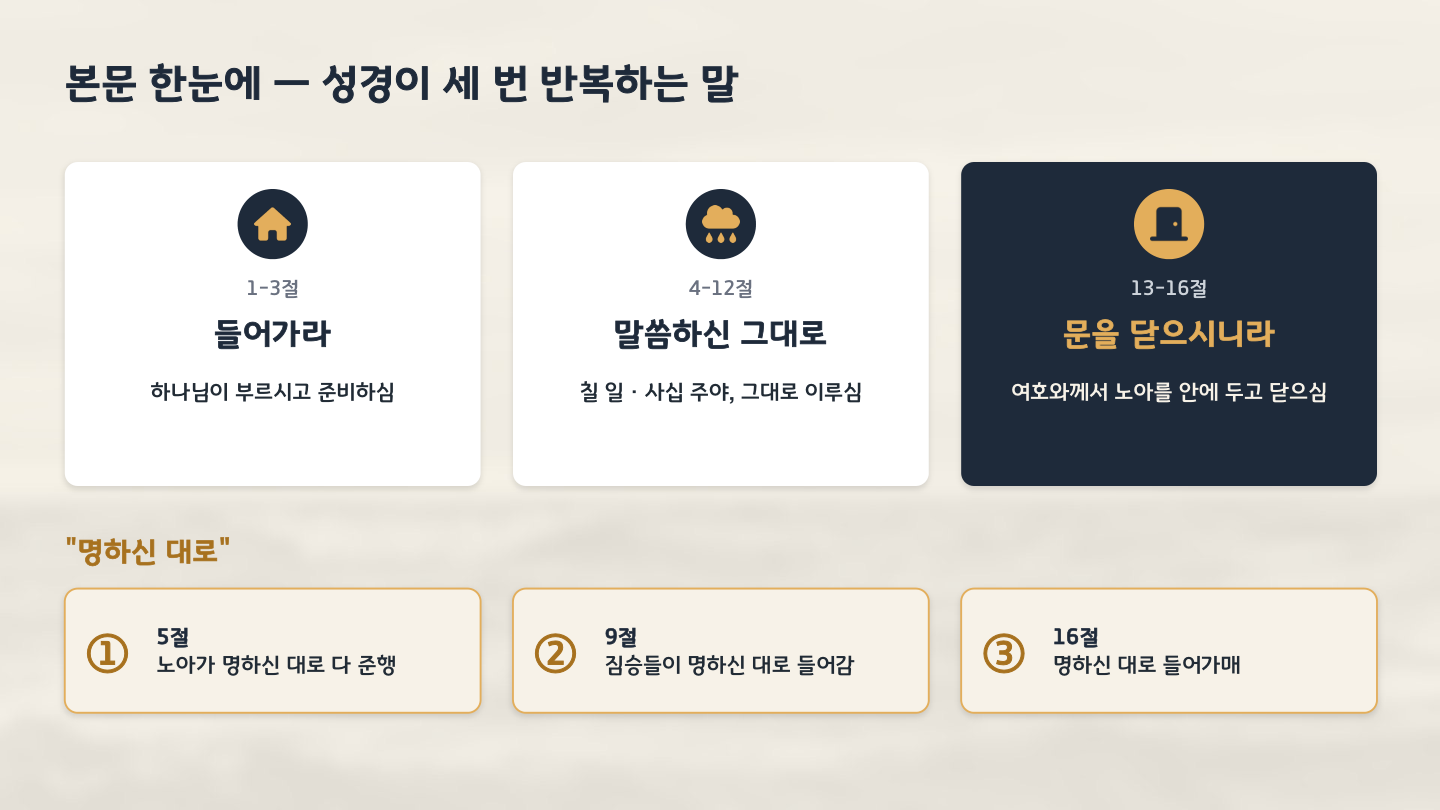 본문 한눈에 — 성경이 세 번 반복하는 말
1-3절
들어가라
하나님이 부르시고 준비하심
4-12절
말씀하신 그대로
칠 일 · 사십 주야, 그대로 이루심
13-16절
문을 닫으시니라
여호와께서 노아를 안에 두고 닫으심
"명하신 대로"
①
5절
노아가 명하신 대로 다 준행
②
9절
짐승들이 명하신 대로 들어감
③
16절
명하신 대로 들어가매